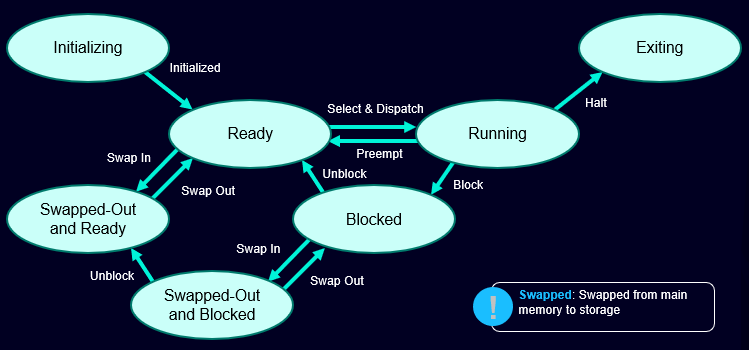 Initializing
Exiting
Initialized
Select & Dispatch
Halt
Ready
Running
Preempt
Swap In
Unblock
Block
Swap Out
Swapped-Out
and Ready
Blocked
Swap In
Unblock
Swap Out
Swapped-Out
and Blocked
! Swapped: Swapped from main
memory to storage